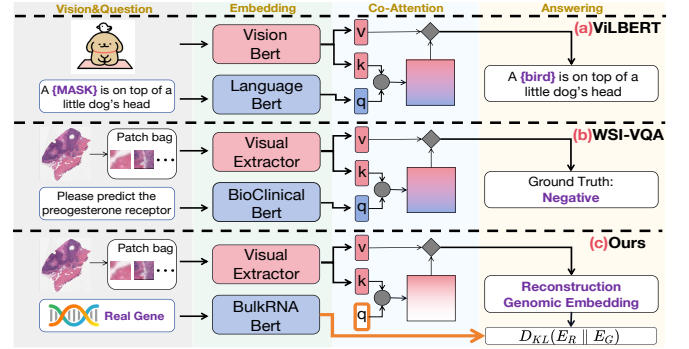 Vision&Question Embedding Co-Attention Answering
(a)ViLBERT
Vision
Bert
v
k
q
A {MASK} is on top of a
little dog's head
Language
Bert
A {bird} is on top of a
little dog's head
(b)WSI-VQA
Patch bag
Visual
Extractor
v
k
q
Please predict the
preogesterone receptor
BioClinical
Bert
Ground Truth:
Negative
(c)Ours
Patch bag
Visual
Extractor
v
k
q
Real Gene
BulkRNA
Bert
Reconstruction
Genomic Embedding
D_{KL}(E_R ∥ E_G)